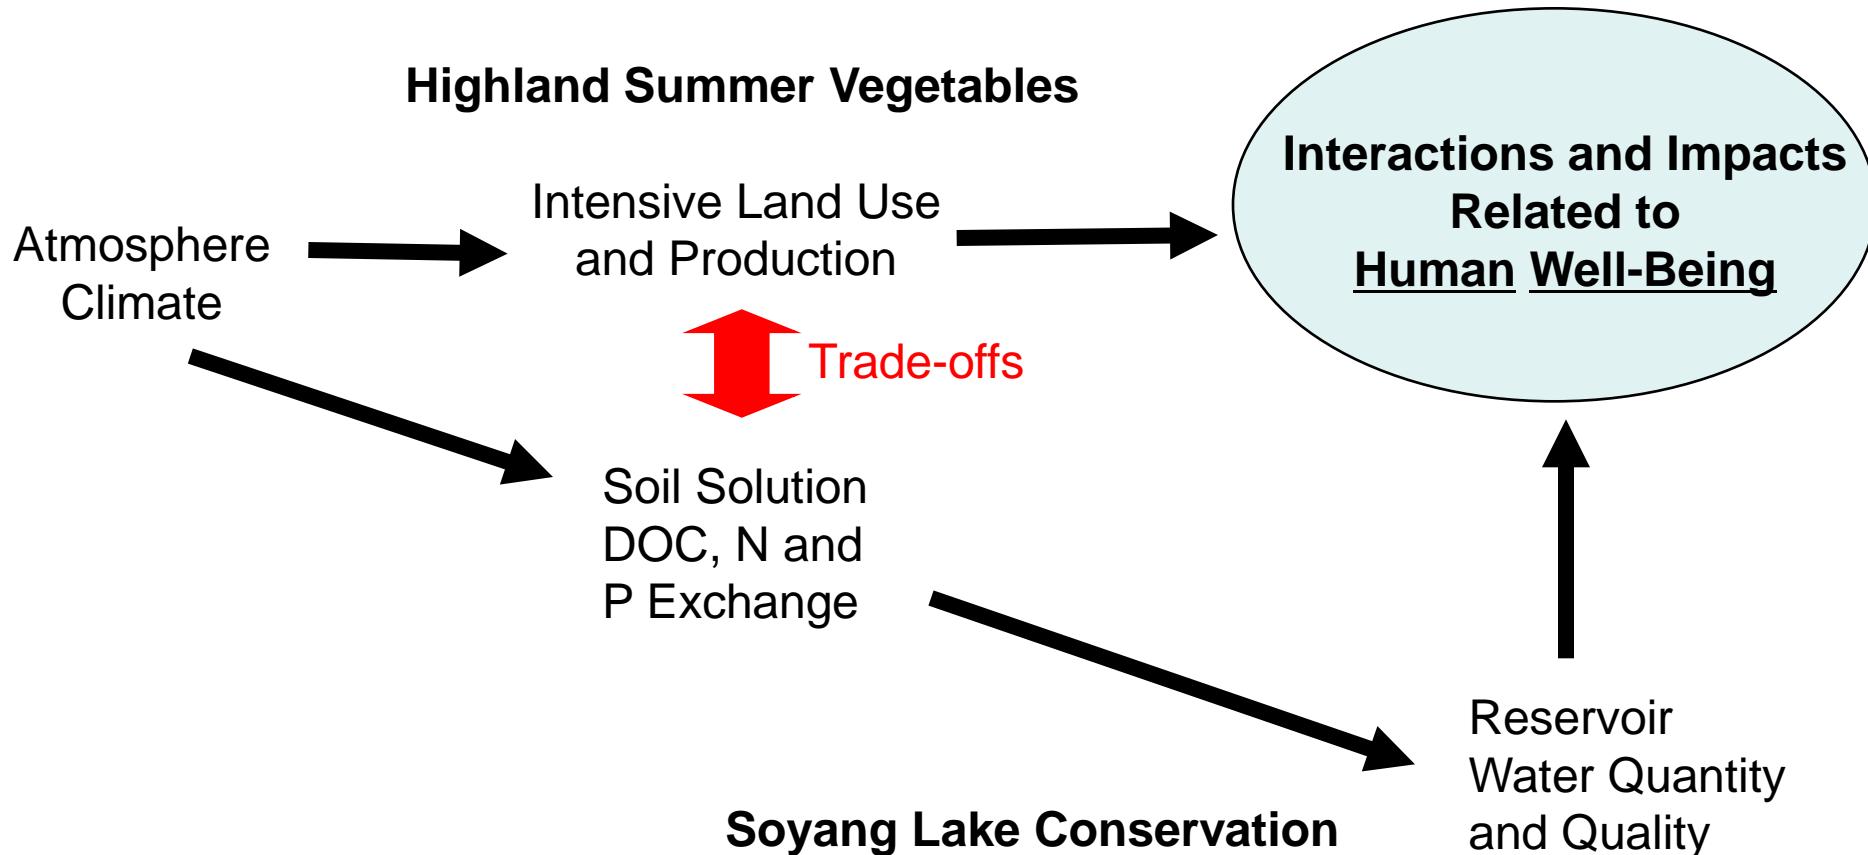 Highland Summer Vegetables
Interactions and Impacts
Related to
Human Well-Being
Intensive Land Use
and Production
Atmosphere
Climate
Trade-offs
Soil Solution
DOC, N and
P Exchange
Reservoir
Water Quantity
and Quality
Soyang Lake Conservation